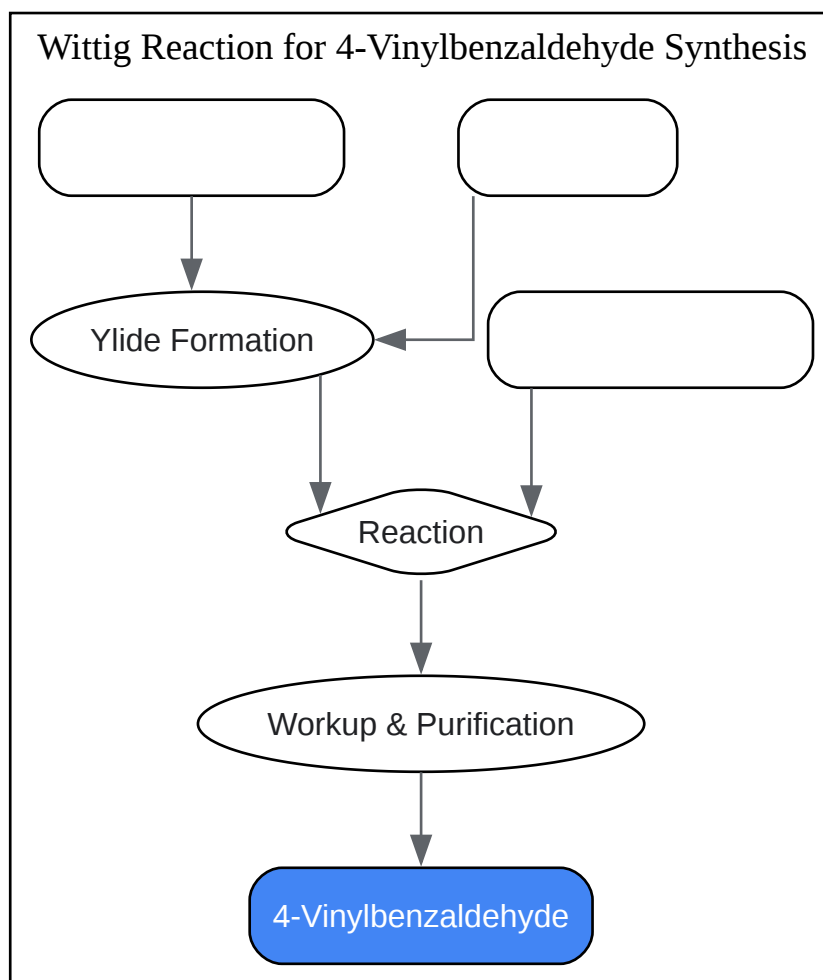 Wittig Reaction for 4-Vinylbenzaldehyde Synthesis
Ylide Formation
Reaction
Workup & Purification
4-Vinylbenzaldehyde